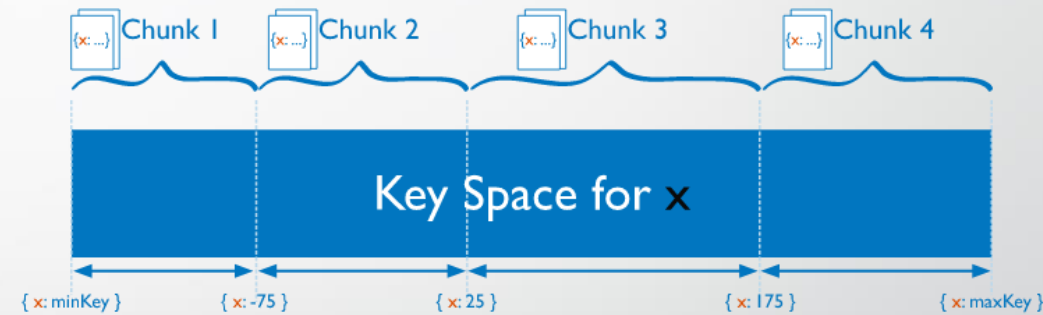 {x: ...} Chunk 1
{x: ...} Chunk 2
{x: ...} Chunk 3
{x: ...} Chunk 4
Key Space for x
{ x: minKey }
{ x: -75 }
{ x: 25 }
{ x: 175 }
{ x: maxKey }